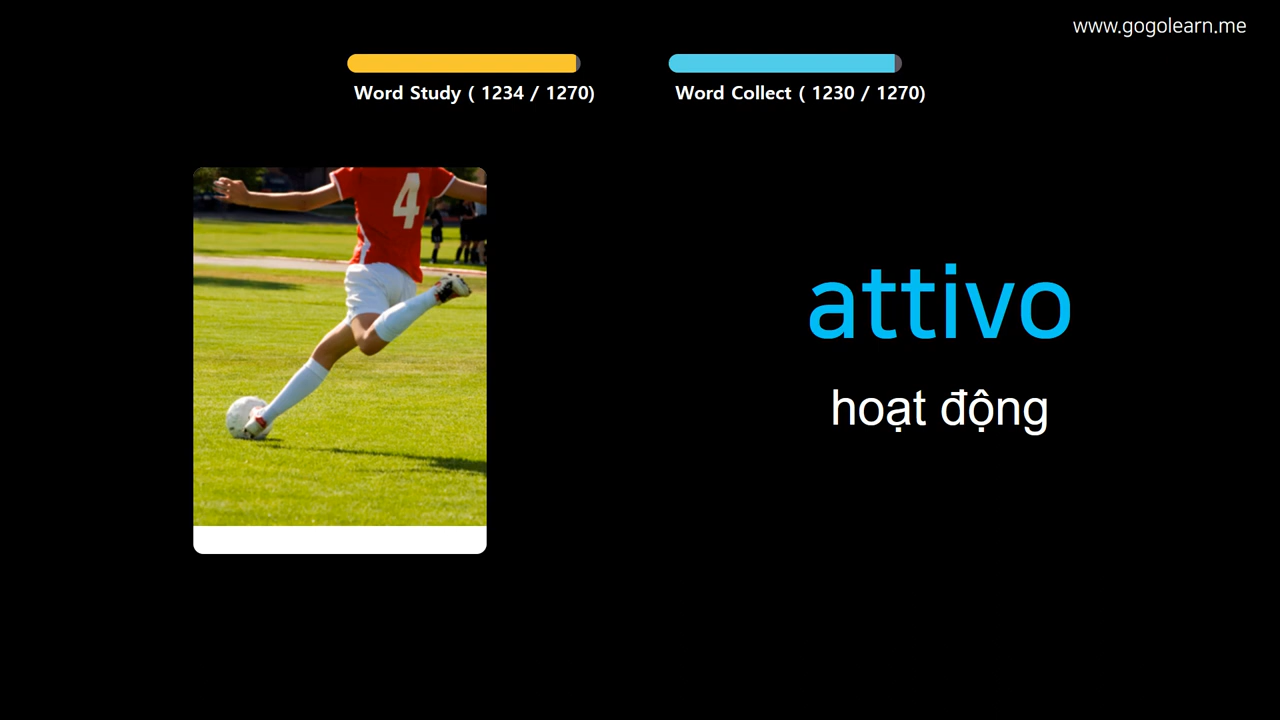 www.gogolearn.me
Word Study ( 1234 / 1270)
Word Collect ( 1230 / 1270)
4
attivo
hoạt động